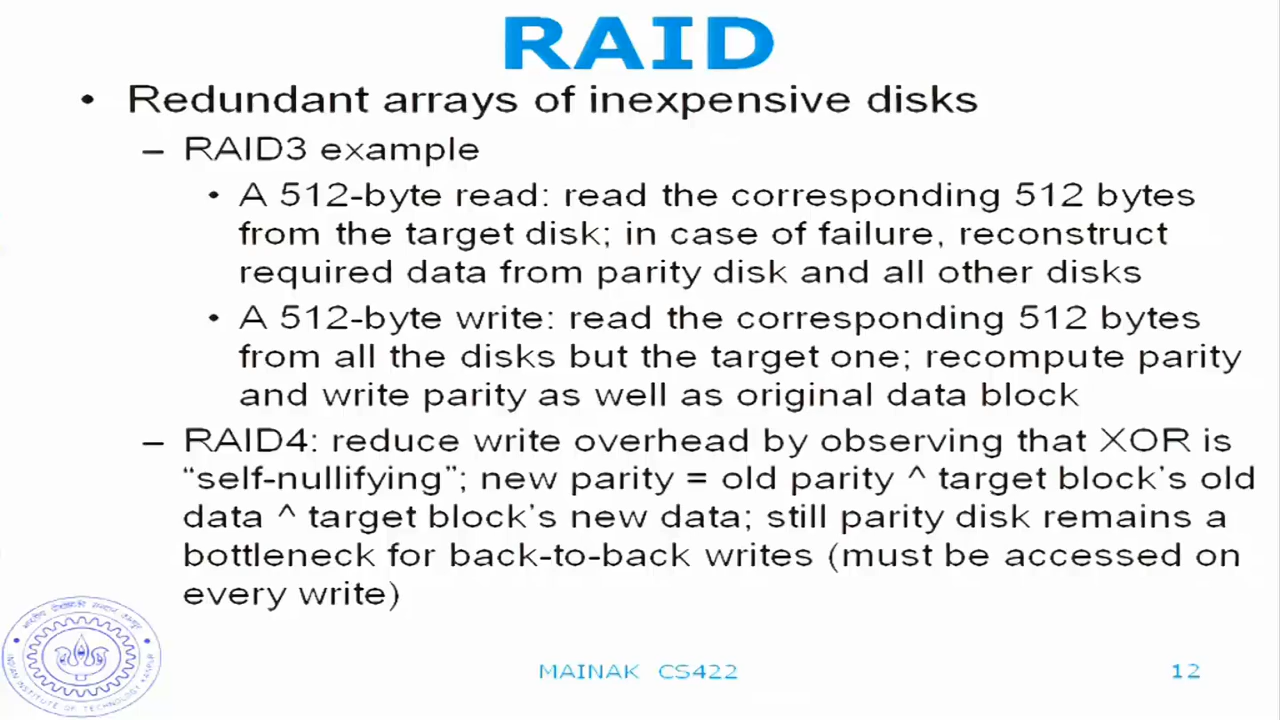 RAID
• Redundant arrays of inexpensive disks
– RAID3 example
• A 512-byte read: read the corresponding 512 bytes
from the target disk; in case of failure, reconstruct
required data from parity disk and all other disks
• A 512-byte write: read the corresponding 512 bytes
from all the disks but the target one; recompute parity
and write parity as well as original data block
– RAID4: reduce write overhead by observing that XOR is
“self-nullifying”; new parity = old parity ^ target block’s old
data ^ target block’s new data; still parity disk remains a
bottleneck for back-to-back writes (must be accessed on
every write)
INDIAN INSTITUTE OF TECHNOLOGY KANPUR
MAINAK CS422
12